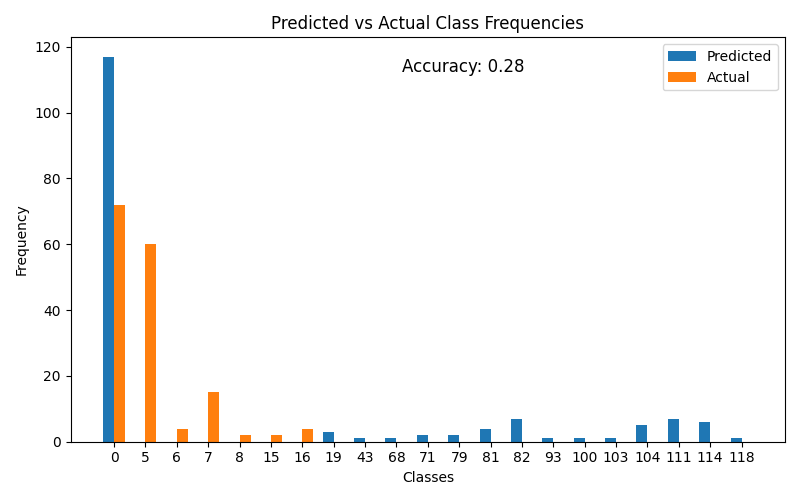 Predicted vs Actual Class Frequencies
Accuracy: 0.28
Predicted
Actual
Frequency
120
100
80
60
40
20
0
0 5 6 7 8 15 16 19 43 68 71 79 81 82 93 100 103 104 111 114 118
Classes